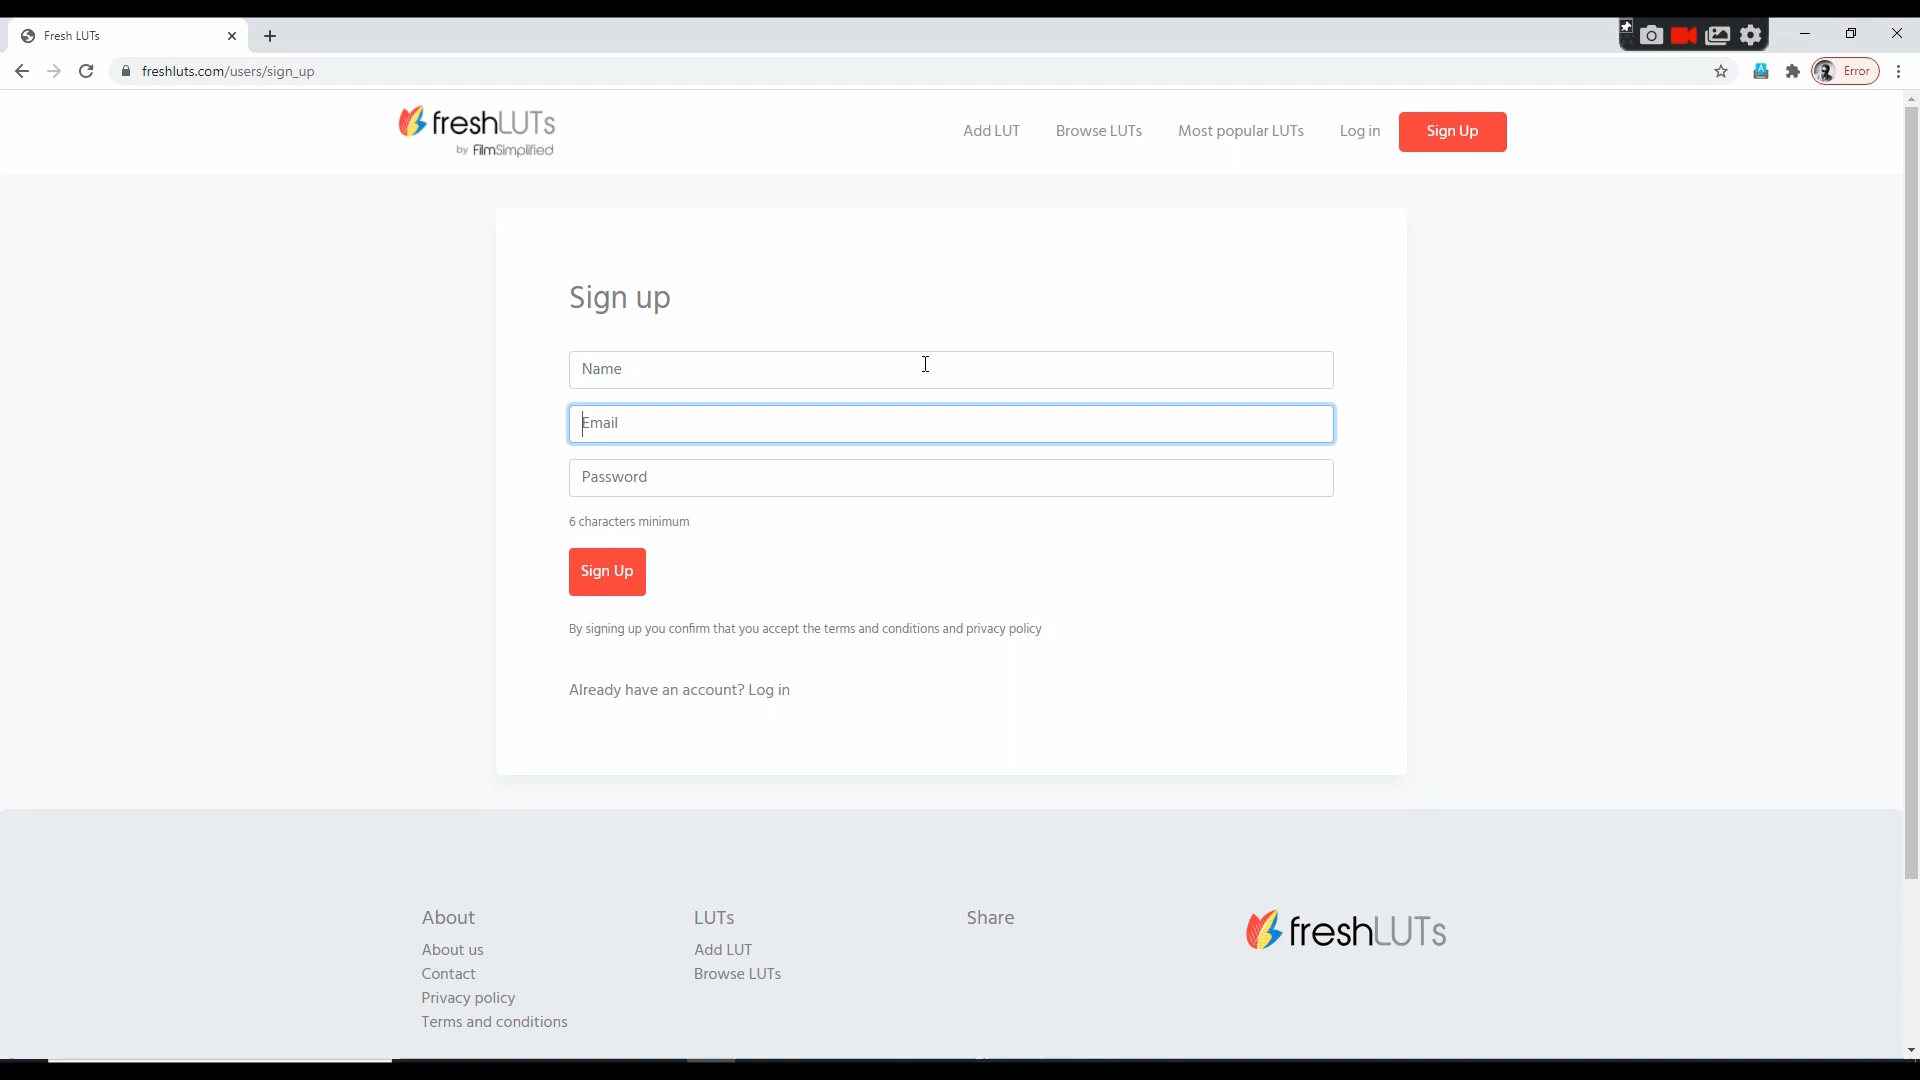 Fresh LUTs
freshluts.com/users/sign_up
Error
freshLUTs
by FilmSimplified
Add LUT
Browse LUTs
Most popular LUTs
Log in
Sign Up
Sign up
Name
Email
Password
6 characters minimum
Sign Up
By signing up you confirm that you accept the terms and conditions and privacy policy
Already have an account? Log in
About
About us
Contact
Privacy policy
Terms and conditions
LUTs
Add LUT
Browse LUTs
Share
freshLUTs